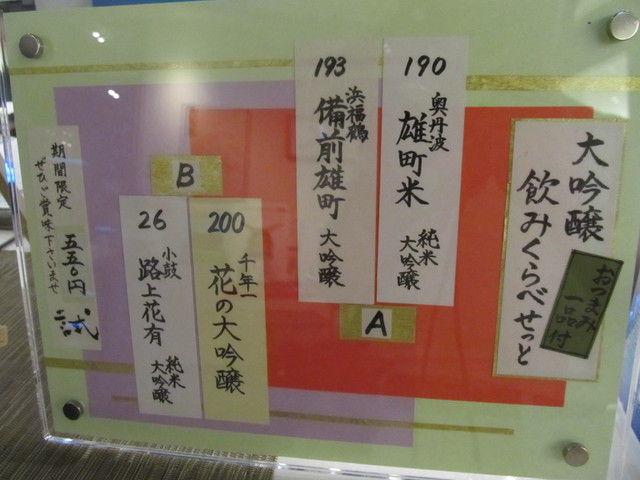 大吟醸
飲みくらべせっと
おつまみ
一品付
190
奥丹波
雄町米
純米
大吟醸
193
浜福鶴
備前雄町
大吟醸
A
B
200
千年一
花の大吟醸
26
小鼓
路上花有
純米
大吟醸
期間限定
ぜひご賞味下さいませ
五五〇円
試